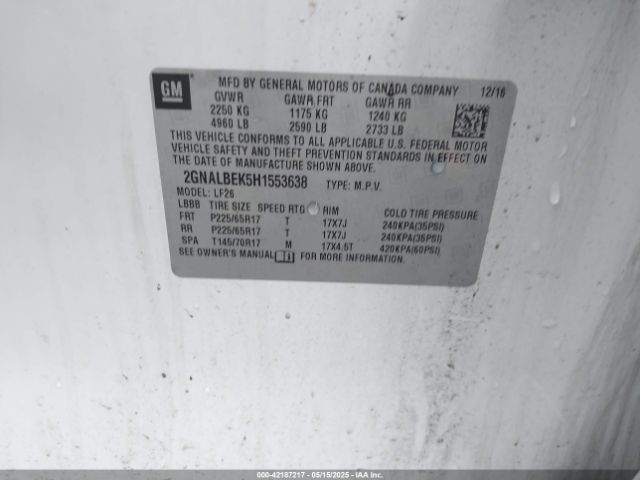 GM
MFD BY GENERAL MOTORS OF CANADA COMPANY 12/16
GVWR GAWR FRT GAWR RR
2250 KG 1175 KG 1240 KG
4960 LB 2590 LB 2733 LB
THIS VEHICLE CONFORMS TO ALL APPLICABLE U.S. FEDERAL MOTOR
VEHICLE SAFETY AND THEFT PREVENTION STANDARDS IN EFFECT ON
THE DATE OF MANUFACTURE SHOWN ABOVE.
2GNALBEK5H1553638 TYPE: M.P.V.
MODEL: LF26
LBBB TIRE SIZE SPEED RTG RIM COLD TIRE PRESSURE
FRT P225/65R17 T 17X7J 240KPA(35PSI)
RR P225/65R17 T 17X7J 240KPA(35PSI)
SPA T145/70R17 M 17X4.5T 420KPA(60PSI)
SEE OWNER'S MANUAL FOR MORE INFORMATION.
000-42187217 - 05/15/2025 - IAAI.COM